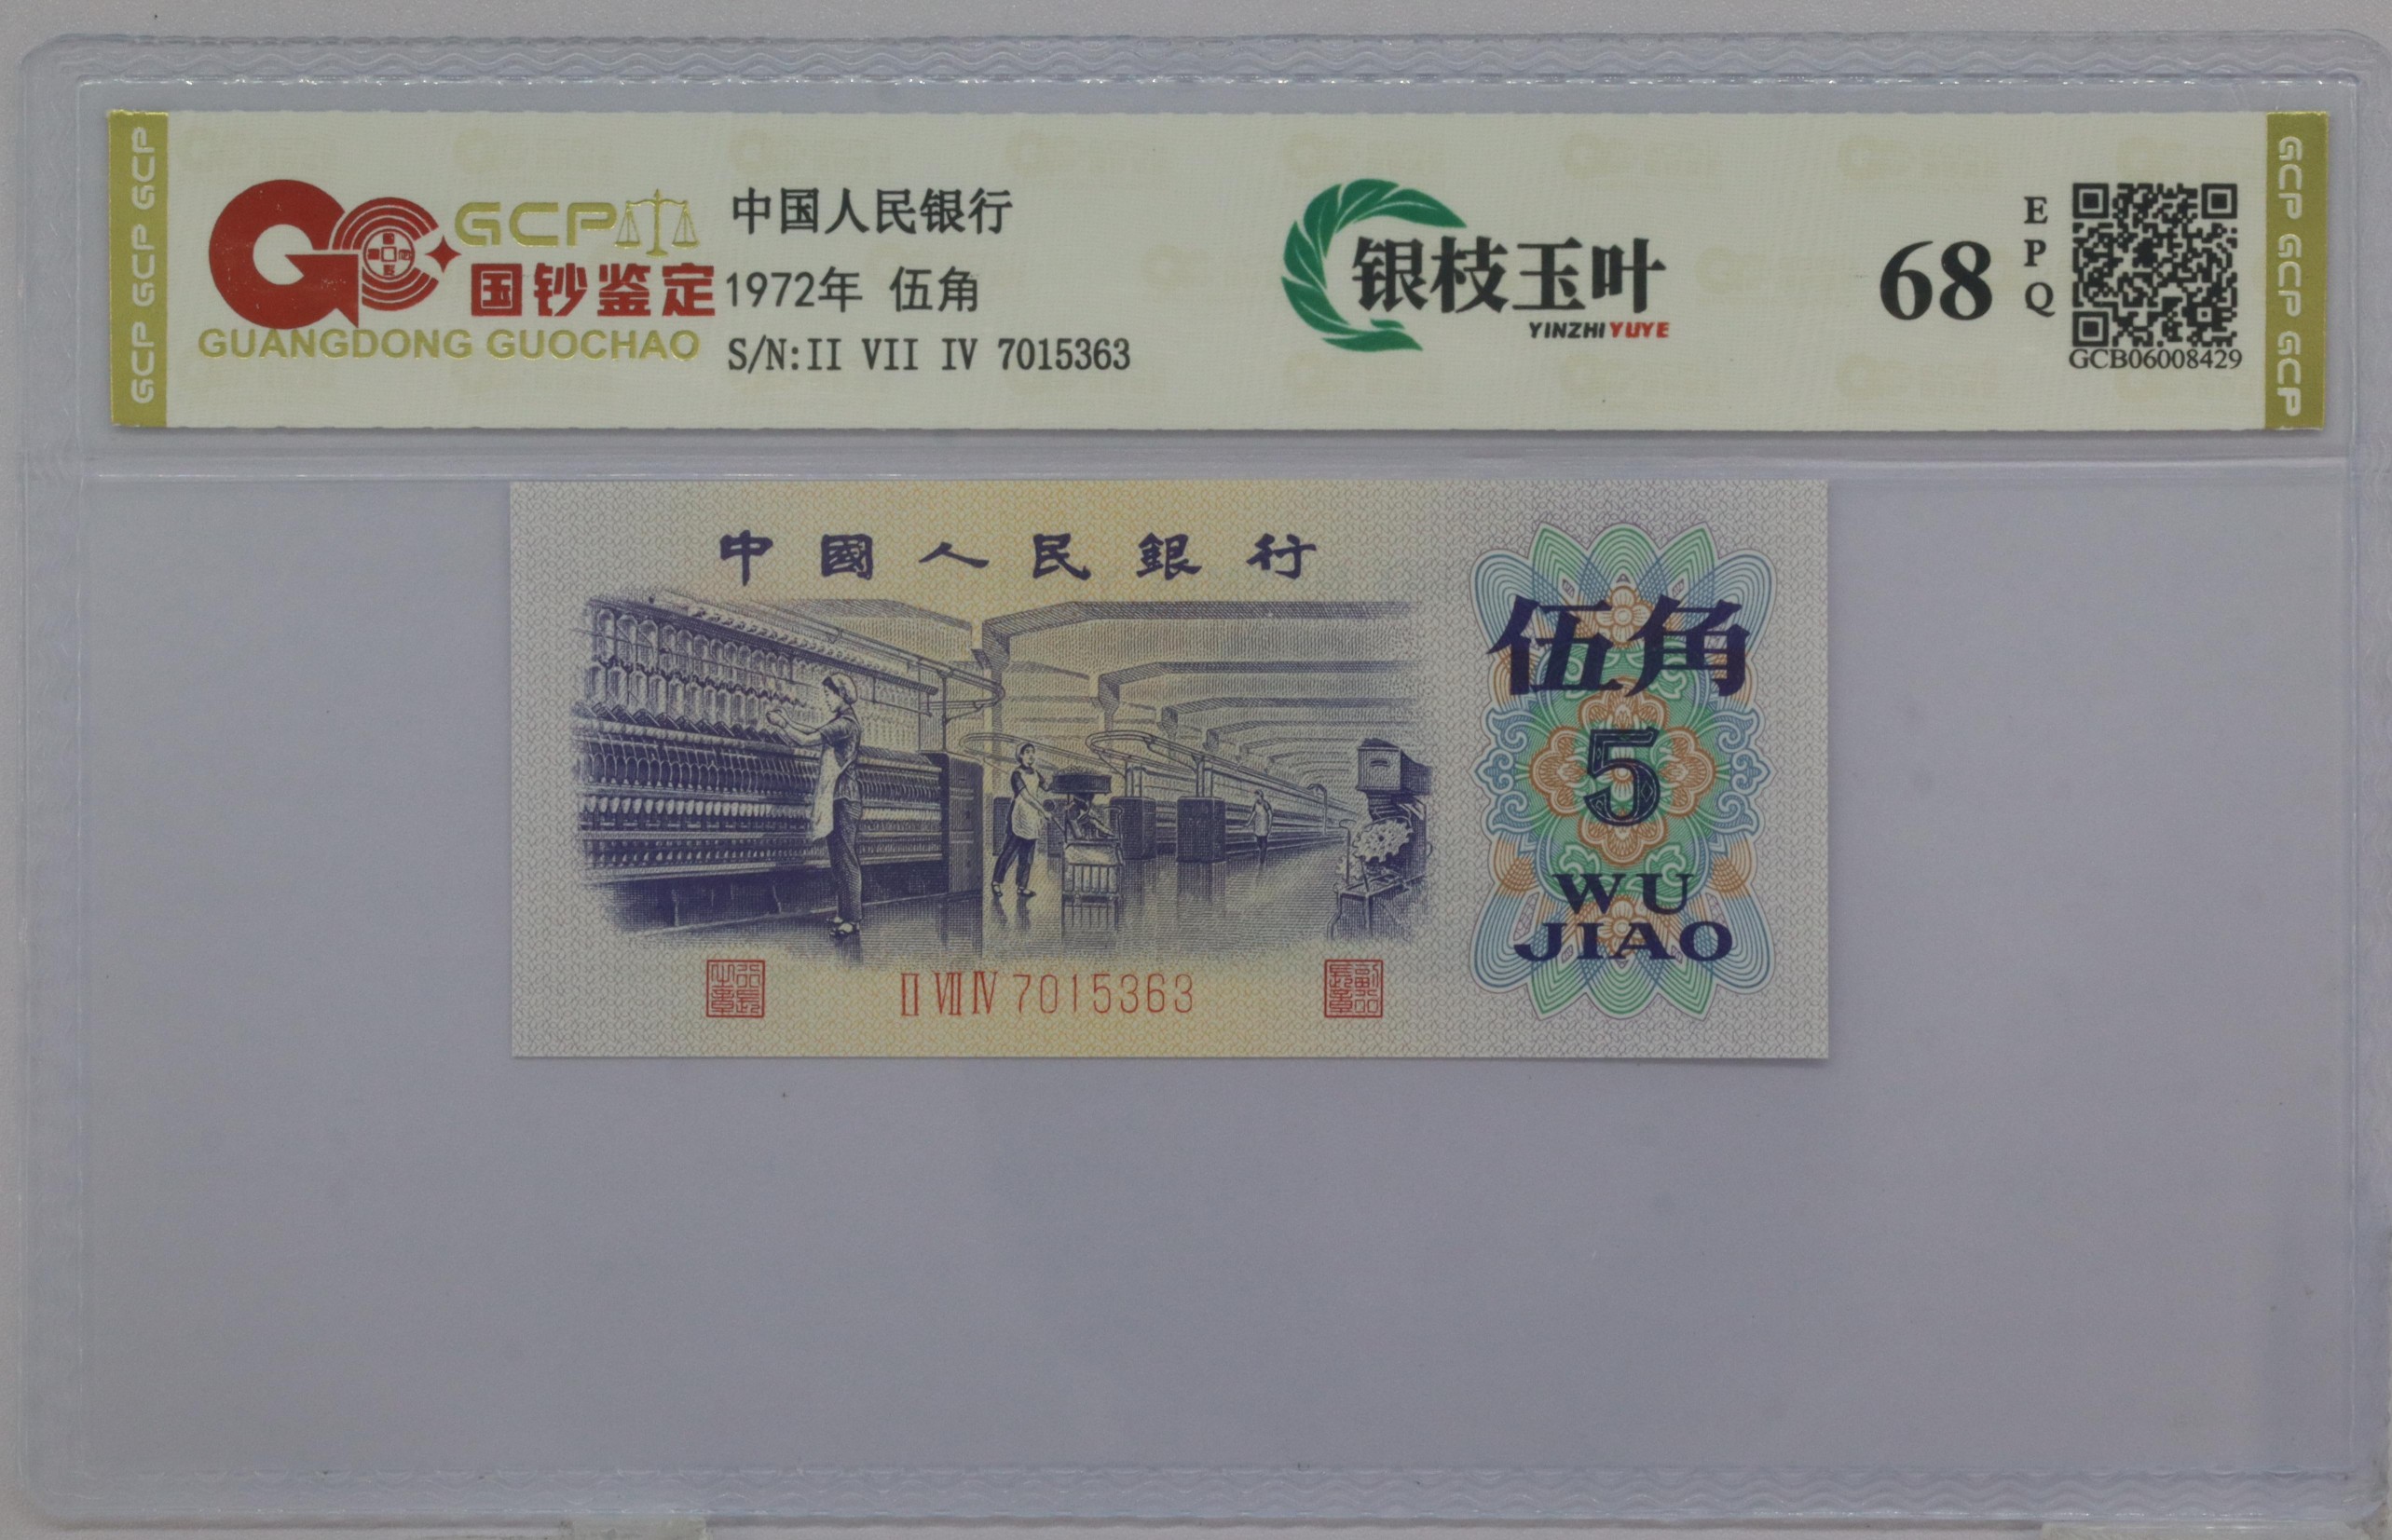 GCP GCP GCP
GCP
国钞鉴定
GUANGDONG GUOCHAO
中国人民银行
1972年 伍角
S/N:II VII IV 7015363
银枝玉叶
YINZHIYUYE
68
EPQ
GCB06008429
GCP GCP GCP
中國人民銀行
伍角
5
WU
JIAO
II VII IV 7015363